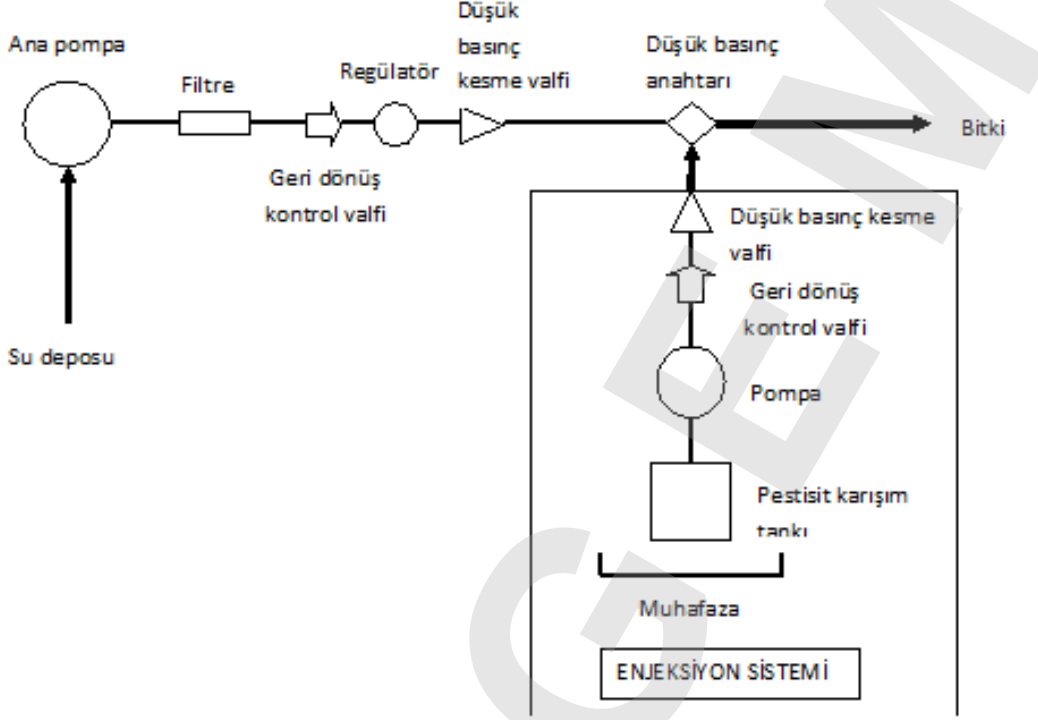 Düşük
basınç
kesme valfi
Ana pompa
Filtre
Regülatör
Düşük basınç
anahtarı
Bitki
Geri dönüş
kontrol valfi
Su deposu
Düşük basınç kesme
valfi
Geri dönüş
kontrol valfi
Pompa
Pestisit karışım
tankı
Muhafaza
ENJEKSİYON SİSTEMİ
G E M